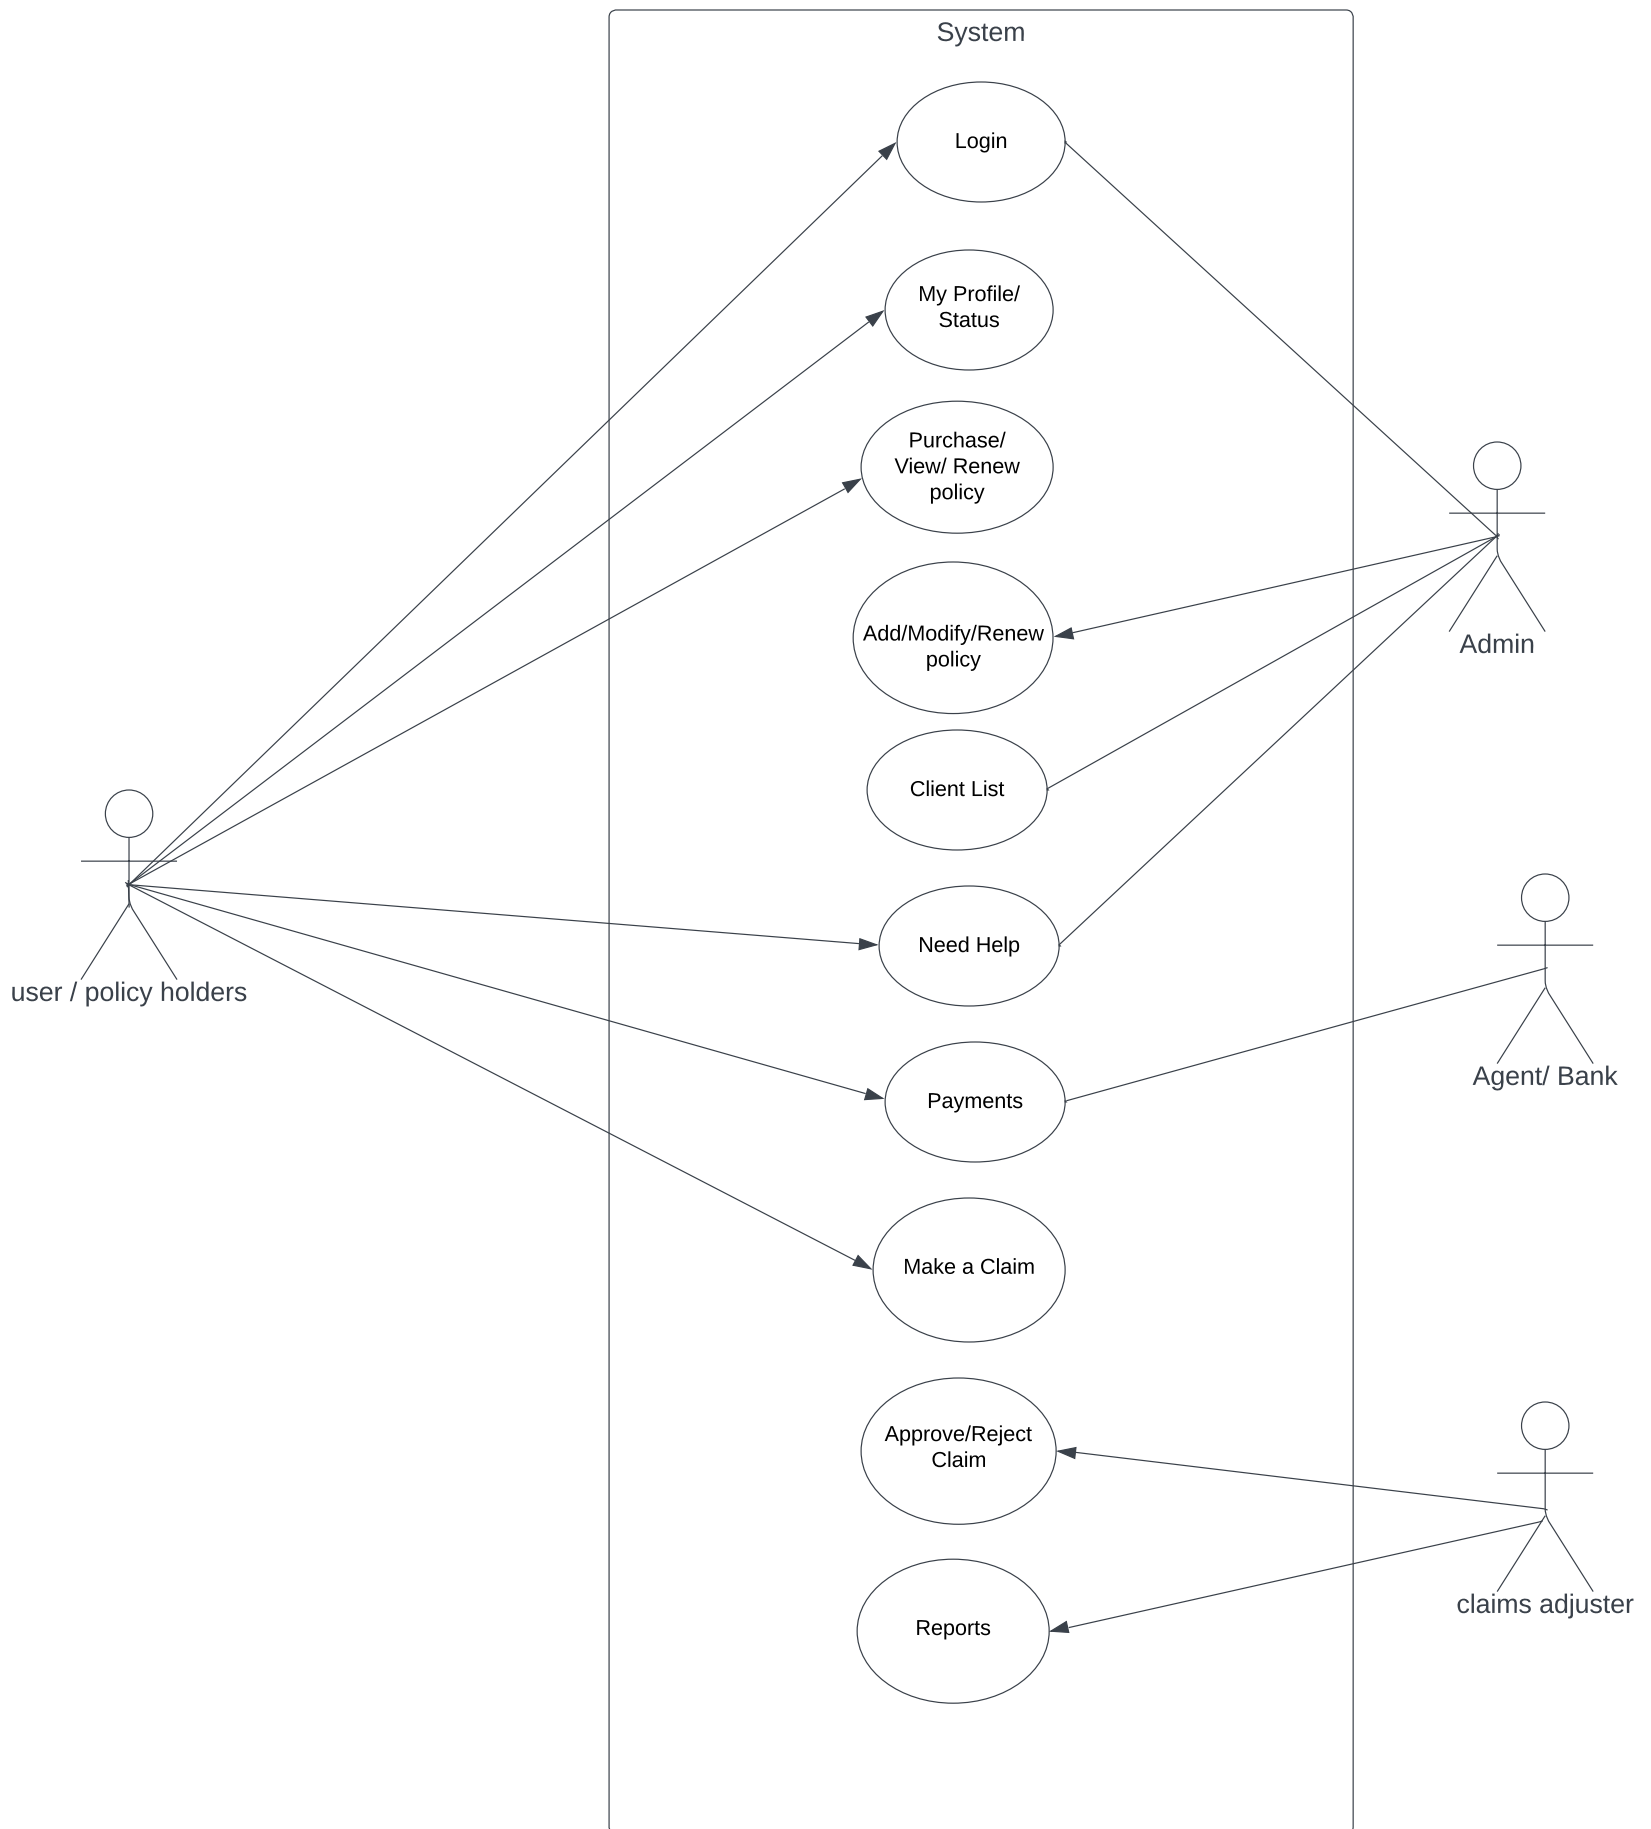 System
Login
My Profile/
Status
Purchase/
View/ Renew
policy
Add/Modify/Renew
policy
Admin
Client List
Need Help
user / policy holders
Payments
Agent/ Bank
Make a Claim
Approve/Reject
Claim
claims adjuster
Reports